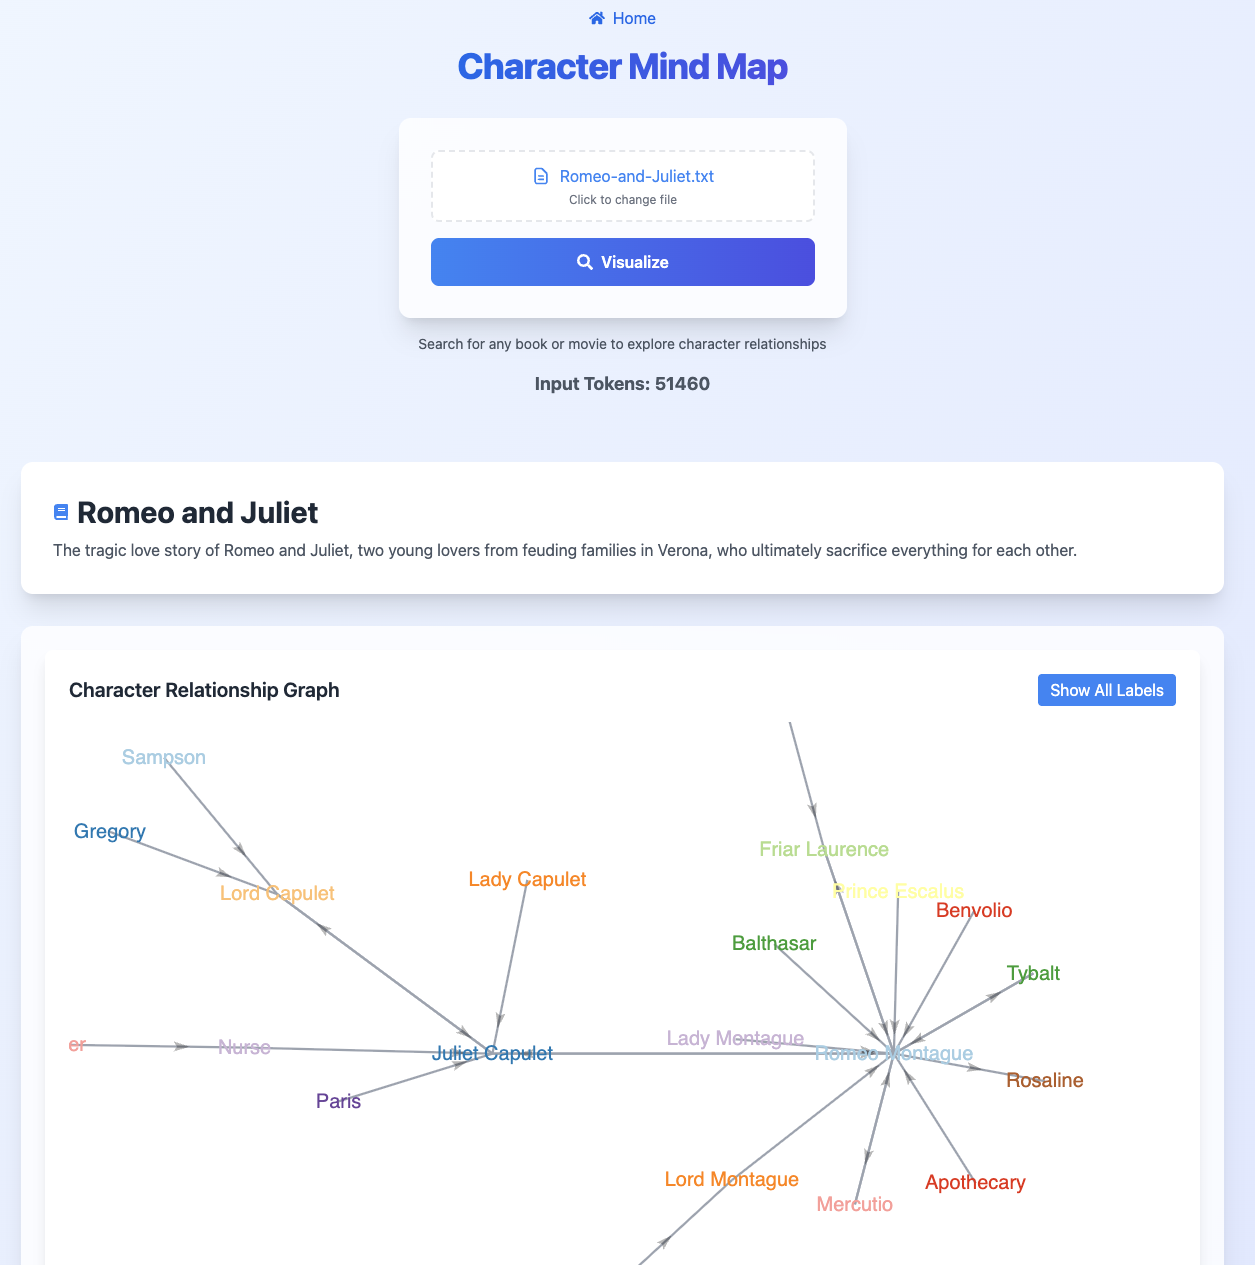 Home
Character Mind Map
Romeo-and-Juliet.txt
Click to change file
Visualize
Search for any book or movie to explore character relationships
Input Tokens: 51460
Romeo and Juliet
The tragic love story of Romeo and Juliet, two young lovers from feuding families in Verona, who ultimately sacrifice everything for each other.
Character Relationship Graph
Show All Labels
Sampson
Gregory
Friar Laurence
Lady Capulet
Lord Capulet
Prince Escalus
Benvolio
Balthasar
Tybalt
Lady Montague
er
Nurse
Juliet Capulet
Romeo Montague
Rosaline
Paris
Lord Montague
Apothecary
Mercutio